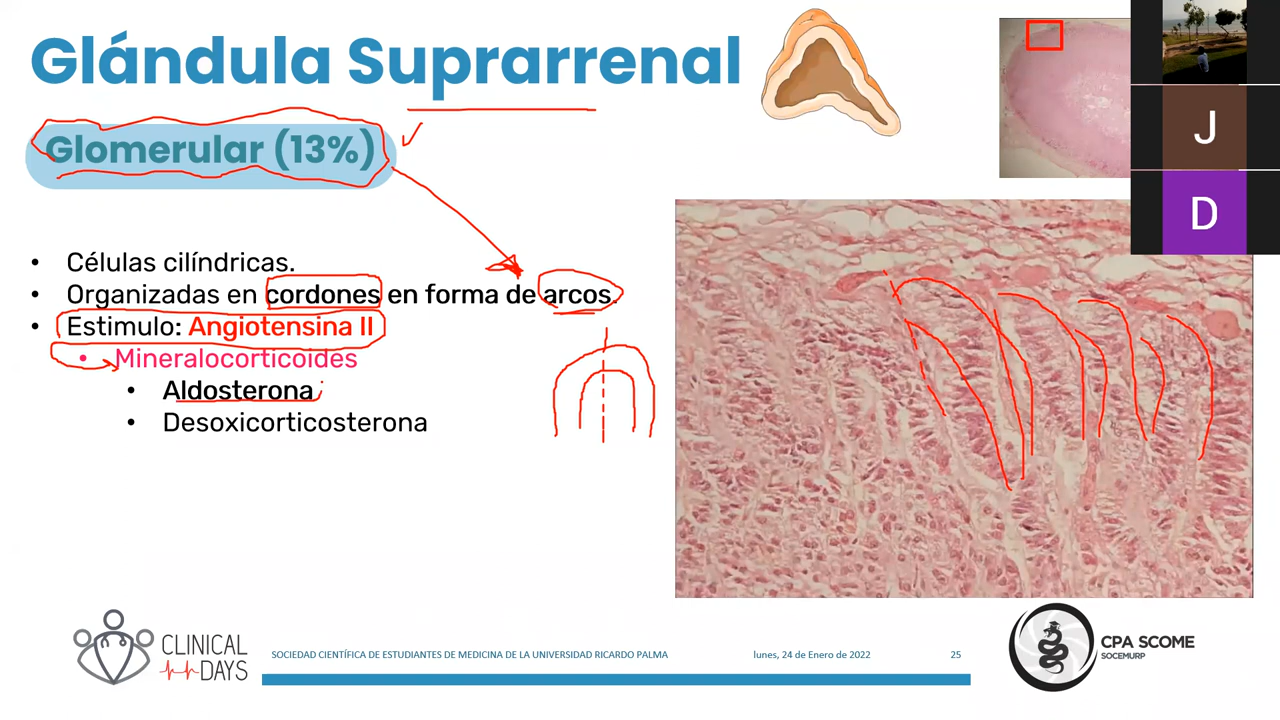 Glándula Suprarrenal
Glomerular (13%)
• Células cilíndricas.
• Organizadas en cordones en forma de arcos.
• Estimulo: Angiotensina II
• Mineralocorticoides
• Aldosterona
• Desoxicorticosterona
J
D
CLINICAL
DAYS
SOCIEDAD CIENTÍFICA DE ESTUDIANTES DE MEDICINA DE LA UNIVERSIDAD RICARDO PALMA
lunes, 24 de Enero de 2022
25
CPA SCOME
SOCEMURP